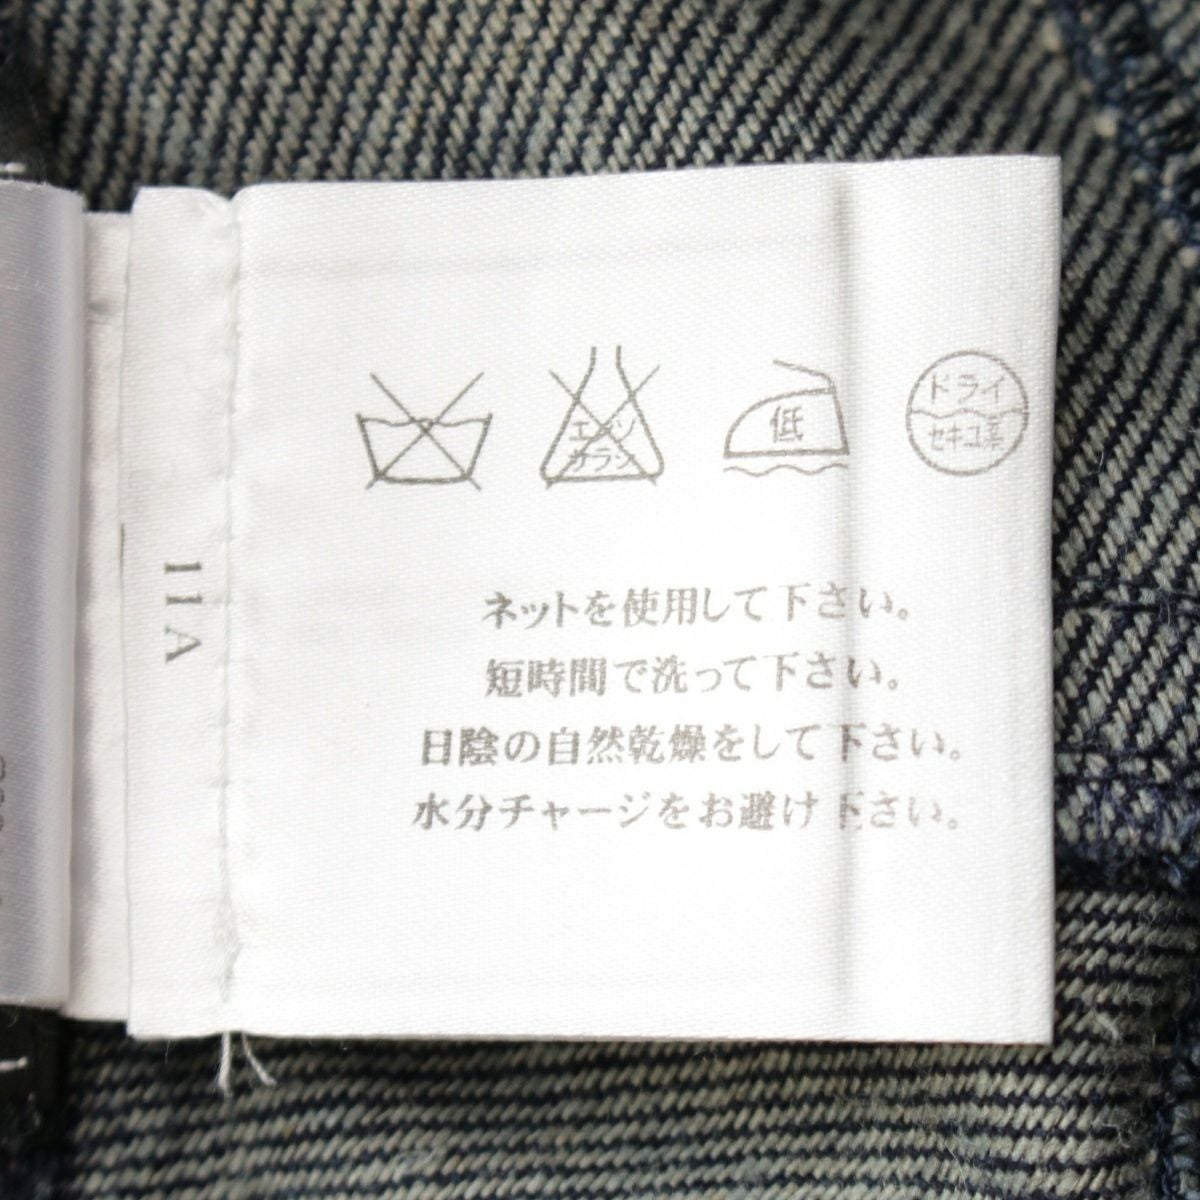 エンソ
サラシ
低
ドライ
セキユ系
ネットを使用して下さい。
短時間で洗って下さい。
日陰の自然乾燥をして下さい。
水分チャージをお避け下さい。
11A